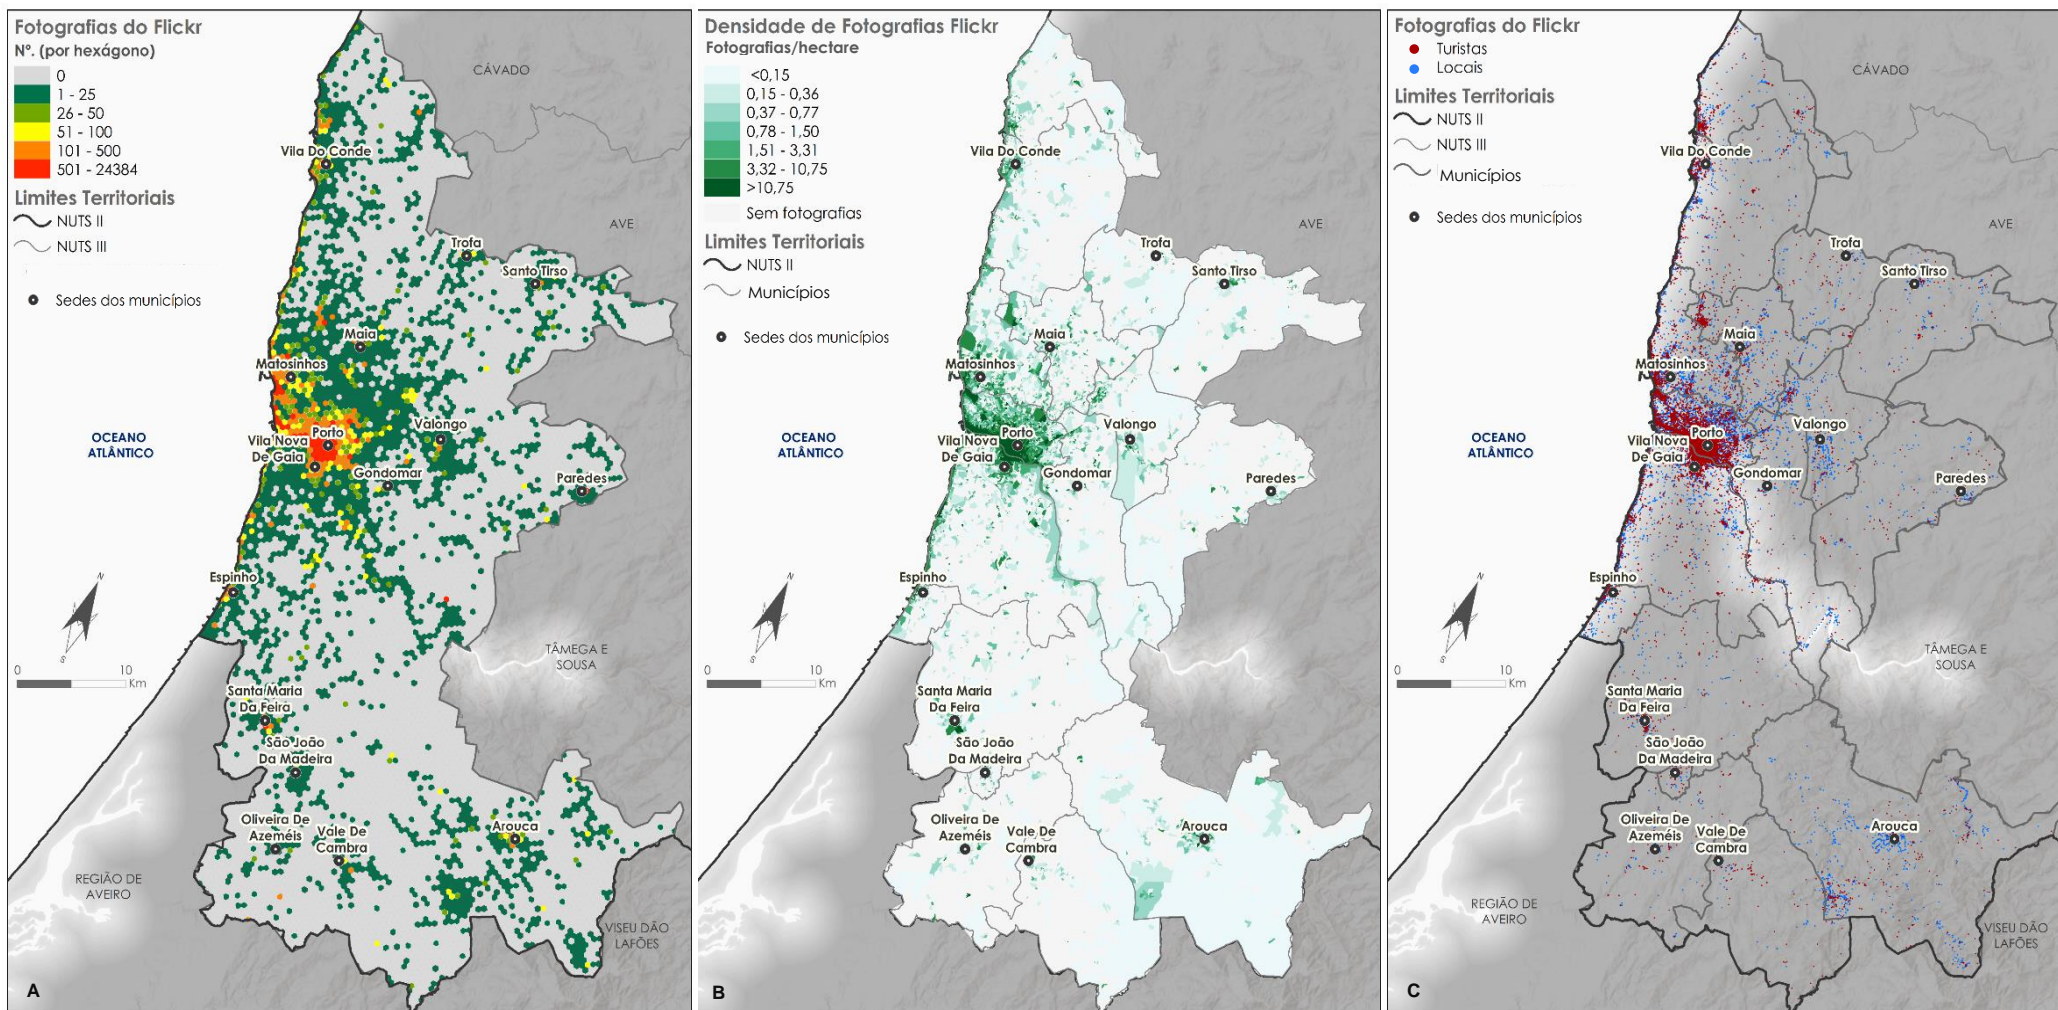 Fotografias do Flickr
Nº. (por hexágono)
0
1 - 25
26 - 50
51 - 100
101 - 500
501 - 24384
Limites Territoriais
NUTS II
NUTS III
Sedes dos municípios
CÁVADO
AVE
Vila Do Conde
Trofa
Santo Tirso
Maia
Matosinhos
OCEANO
ATLÂNTICO
Porto
Vila Nova
De Gaia
Valongo
Gondomar
Paredes
Espinho
N
S
0
10
Km
TÂMEGA E
SOUSA
Santa Maria
Da Feira
São João
Da Madeira
Oliveira De
Azeméis
Vale De
Cambra
Arouca
REGIÃO DE
AVEIRO
VISEU DÃO
LAFÕES
A
Densidade de Fotografias Flickr
Fotografias/hectare
<0,15
0,15 - 0,36
0,37 - 0,77
0,78 - 1,50
1,51 - 3,31
3,32 - 10,75
>10,75
Sem fotografias
Limites Territoriais
NUTS II
Municípios
Sedes dos municípios
CÁVADO
AVE
Vila Do Conde
Trofa
Santo Tirso
Maia
Matosinhos
OCEANO
ATLÂNTICO
Porto
Vila Nova
De Gaia
Valongo
Gondomar
Paredes
Espinho
N
S
0
10
Km
TÂMEGA E
SOUSA
Santa Maria
Da Feira
São João
Da Madeira
Oliveira De
Azeméis
Vale De
Cambra
Arouca
REGIÃO DE
AVEIRO
VISEU DÃO
LAFÕES
B
Fotografias do Flickr
Turistas
Locais
Limites Territoriais
NUTS II
NUTS III
Municípios
Sedes dos municípios
CÁVADO
AVE
Vila Do Conde
Trofa
Santo Tirso
Maia
Matosinhos
OCEANO
ATLÂNTICO
Porto
Vila Nova
De Gaia
Valongo
Gondomar
Paredes
Espinho
N
S
0
10
Km
TÂMEGA E
SOUSA
Santa Maria
Da Feira
São João
Da Madeira
Oliveira De
Azeméis
Vale De
Cambra
Arouca
REGIÃO DE
AVEIRO
VISEU DÃO
LAFÕES
C